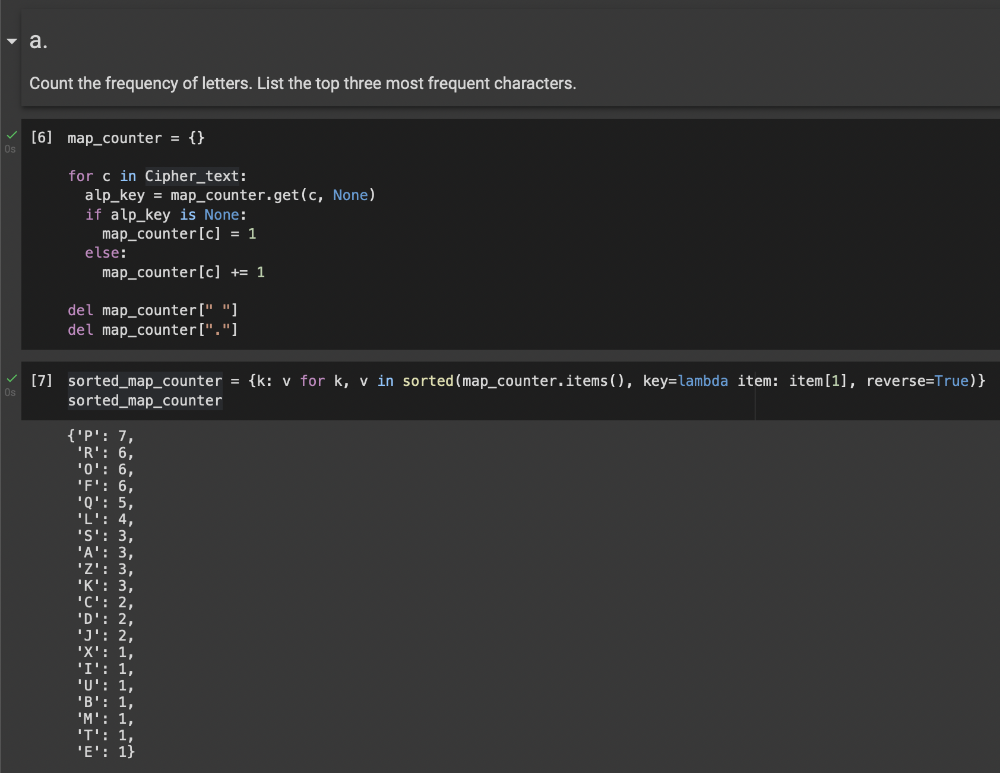 a.
Count the frequency of letters. List the top three most frequent characters.
[6] map_counter = {}
0s
for c in Cipher_text:
  alp_key = map_counter.get(c, None)
  if alp_key is None:
    map_counter[c] = 1
  else:
    map_counter[c] += 1
del map_counter[" "]
del map_counter["."]
[7] sorted_map_counter = {k: v for k, v in sorted(map_counter.items(), key=lambda item: item[1], reverse=True)}
0s sorted_map_counter
{'P': 7,
 'R': 6,
 'O': 6,
 'F': 6,
 'Q': 5,
 'L': 4,
 'S': 3,
 'A': 3,
 'Z': 3,
 'K': 3,
 'C': 2,
 'D': 2,
 'J': 2,
 'X': 1,
 'I': 1,
 'U': 1,
 'B': 1,
 'M': 1,
 'T': 1,
 'E': 1}